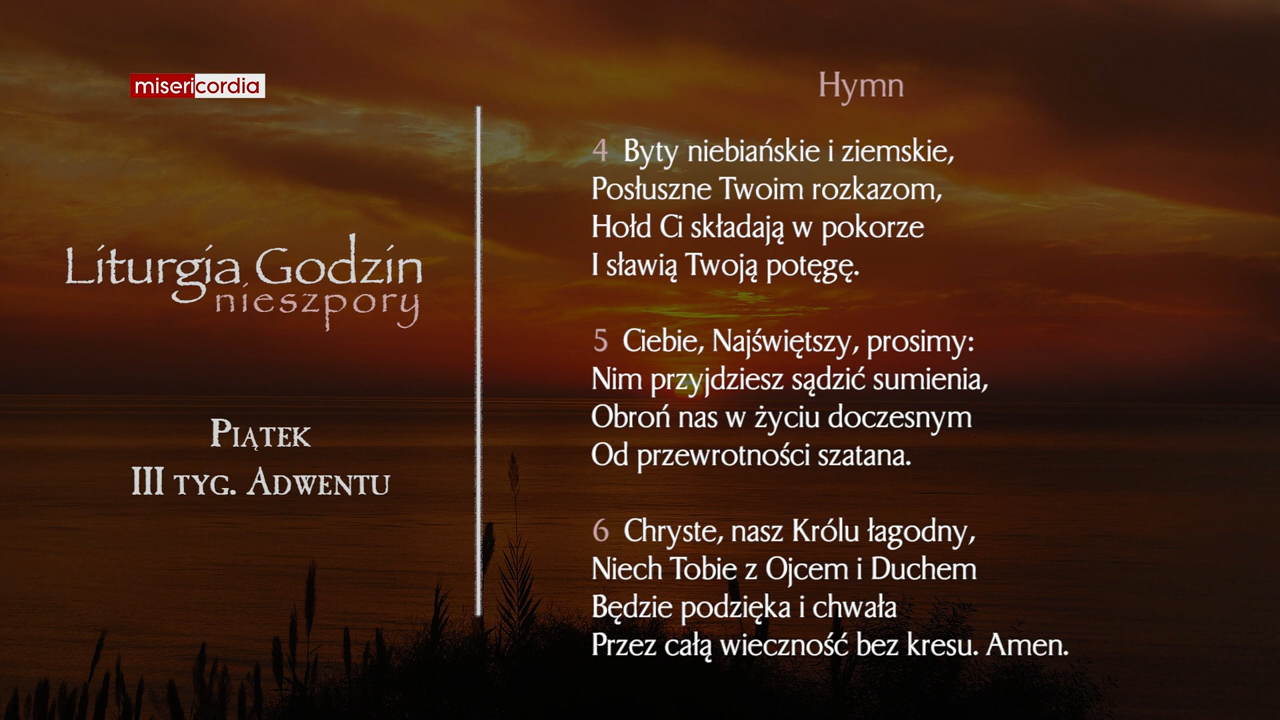 misericordia
Liturgia Godzin
nieszpory
Piątek
III tyg. Adwentu
Hymn
4 Byty niebiańskie i ziemskie,
Posłuszne Twoim rozkazom,
Hołd Ci składają w pokorze
I sławią Twoją potęgę.
5 Ciebie, Najświętszy, prosimy:
Nim przyjdziesz sądzić sumienia,
Obroń nas w życiu doczesnym
Od przewrotności szatana.
6 Chryste, nasz Królu łagodny,
Niech Tobie z Ojcem i Duchem
Będzie podzięka i chwała
Przez całą wieczność bez kresu. Amen.